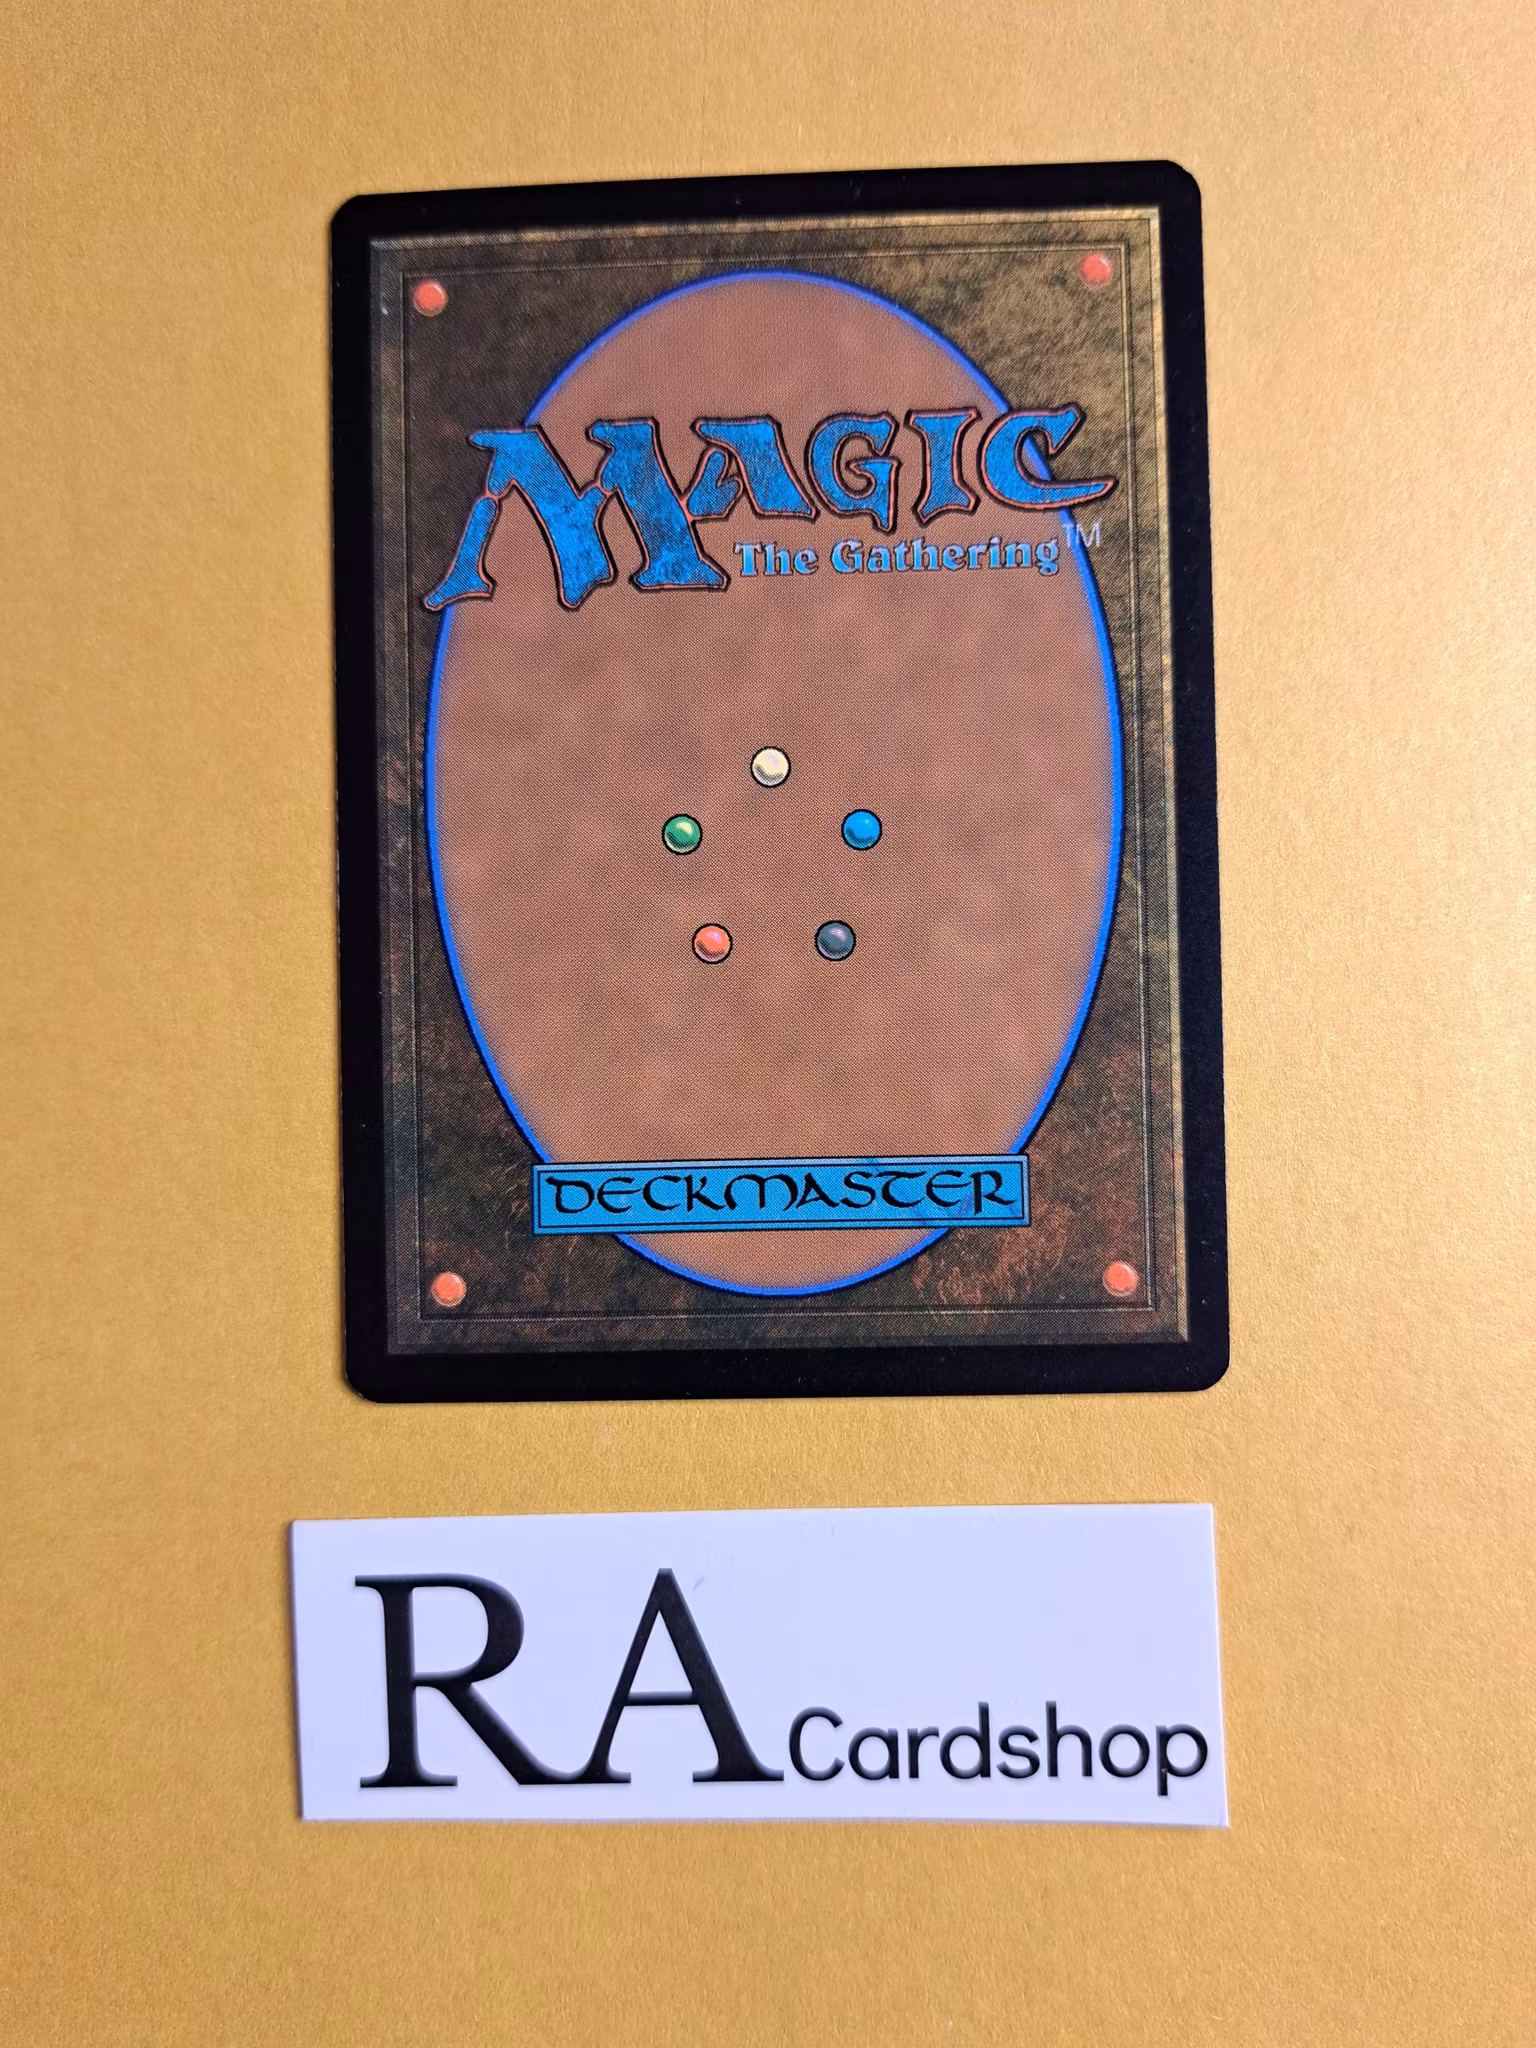 MAGIC
The Gathering™
DECKMASTER
RA Cardshop